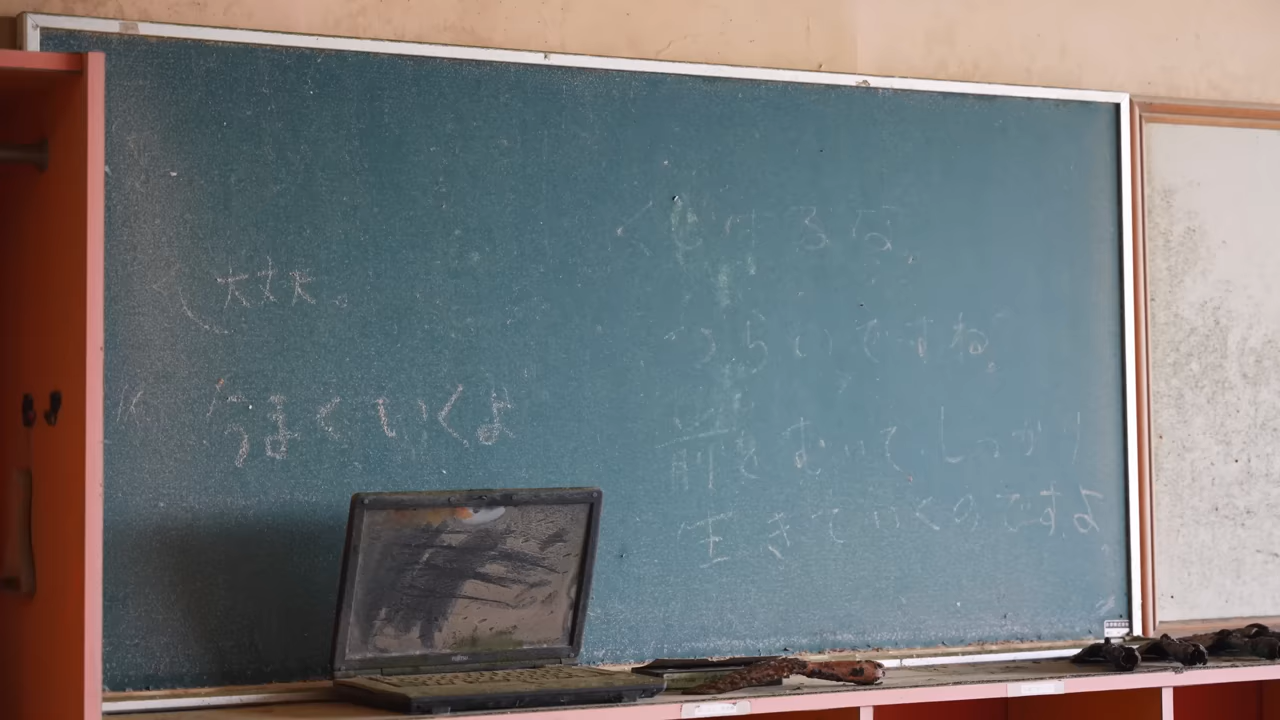 大丈夫。
うまくいくよ
くじけるな
つらいですね。
前をむいてしっかり
生きていくのですよ
FUJITSU